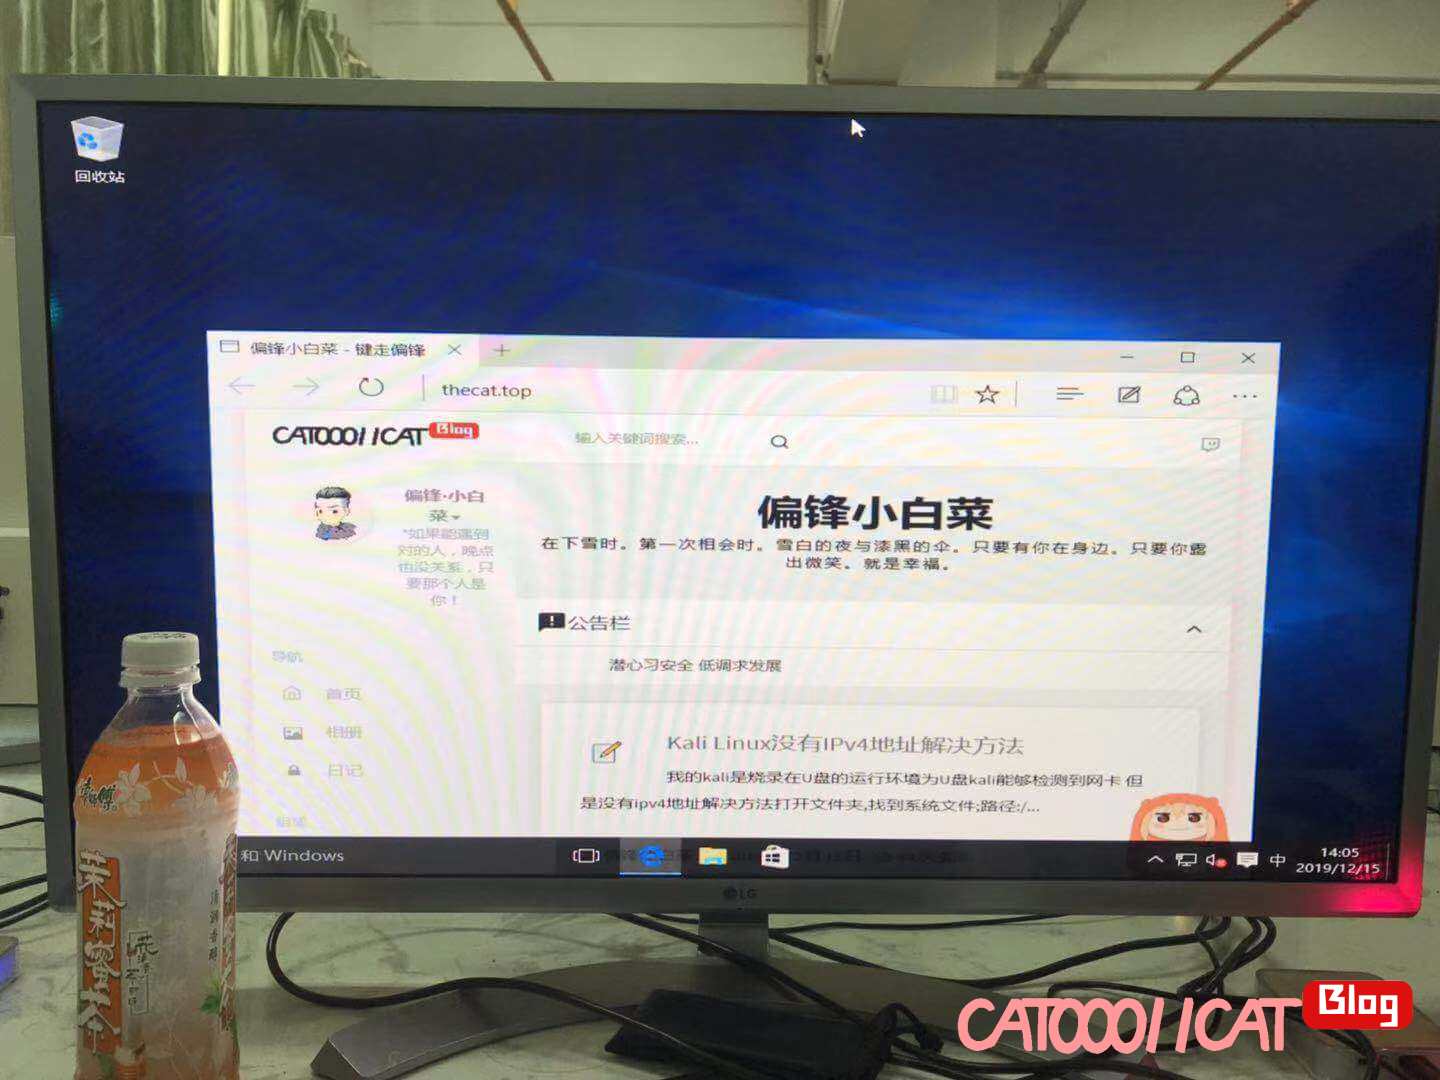 回收站
偏锋小白菜 - 键走偏锋
thecat.top
CAT00011CAT Blog
输入关键词搜索...
偏锋·小白
菜
"如果能遇到
对的人，晚点
也没关系，只
要那个人是
你！
偏锋小白菜
在下雪时。第一次相会时。雪白的夜与漆黑的伞。只要有你在身边。只要你露
出微笑。就是幸福。
公告栏
潜心习安全 低调求发展
导航
首页
相册
日记
组成
Kali Linux没有IPv4地址解决方法
我的kali是烧录在U盘的运行环境为U盘kali能够检测到网卡 但
是没有ipv4地址解决方法打开文件夹,找到系统文件;路径:/...
和 Windows
中
14:05
2019/12/15
LG
康师傅
茉莉蜜茶
CAT00011CAT Blog